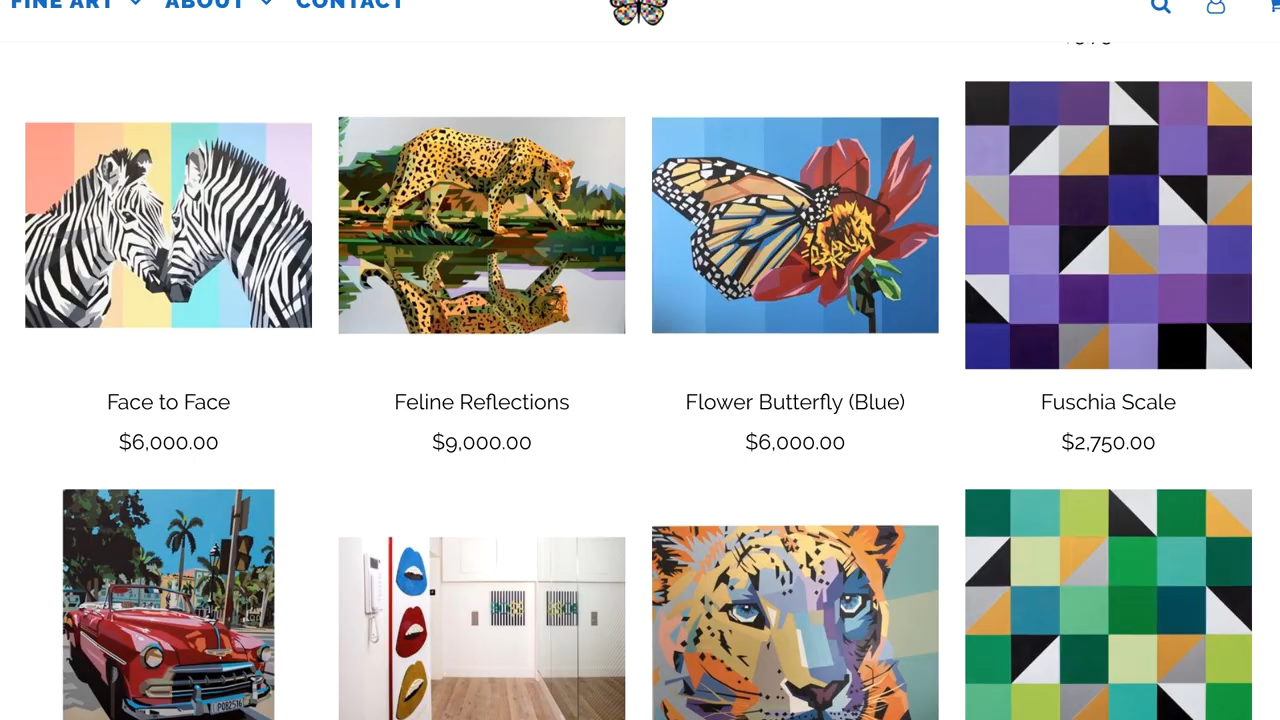 FINE ART ABOUT CONTACT
Face to Face
$6,000.00
Feline Reflections
$9,000.00
Flower Butterfly (Blue)
$6,000.00
Fuschia Scale
$2,750.00